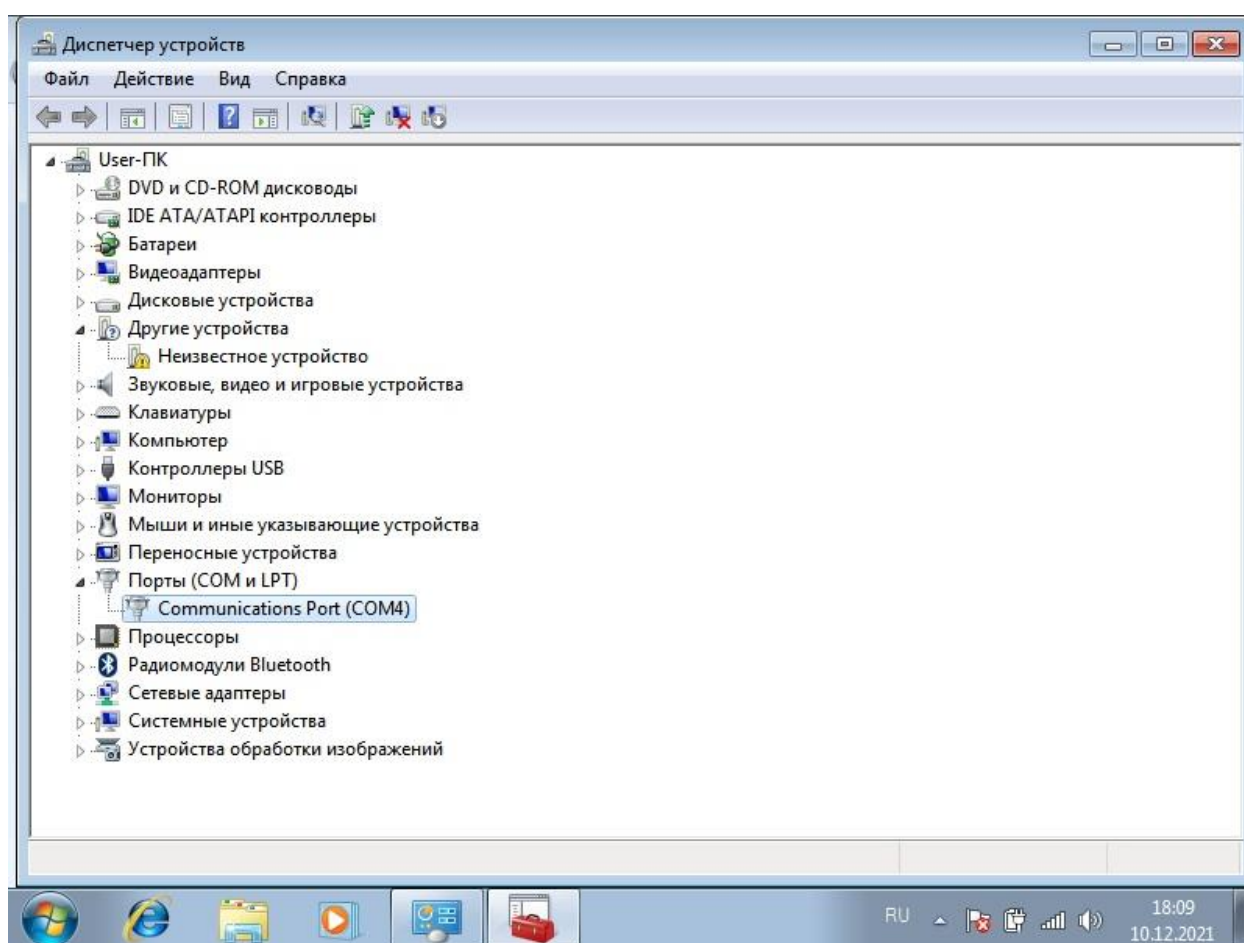 Диспетчер устройств
Файл Действие Вид Справка
User-ПК
DVD и CD-ROM дисководы
IDE ATA/ATAPI контроллеры
Батареи
Видеоадаптеры
Дисковые устройства
Другие устройства
Неизвестное устройство
Звуковые, видео и игровые устройства
Клавиатуры
Компьютер
Контроллеры USB
Мониторы
Мыши и иные указывающие устройства
Переносные устройства
Порты (COM и LPT)
Communications Port (COM4)
Процессоры
Радиомодули Bluetooth
Сетевые адаптеры
Системные устройства
Устройства обработки изображений
RU
18:09
10.12.2021